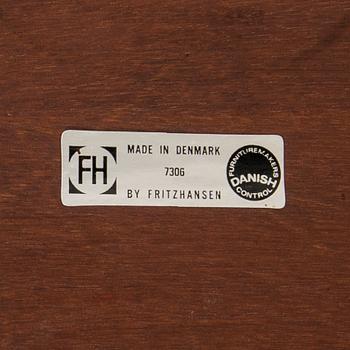 FH
MADE IN DENMARK
7306
BY FRITZHANSEN
FURNITUREMAKERS
DANISH
CONTROL